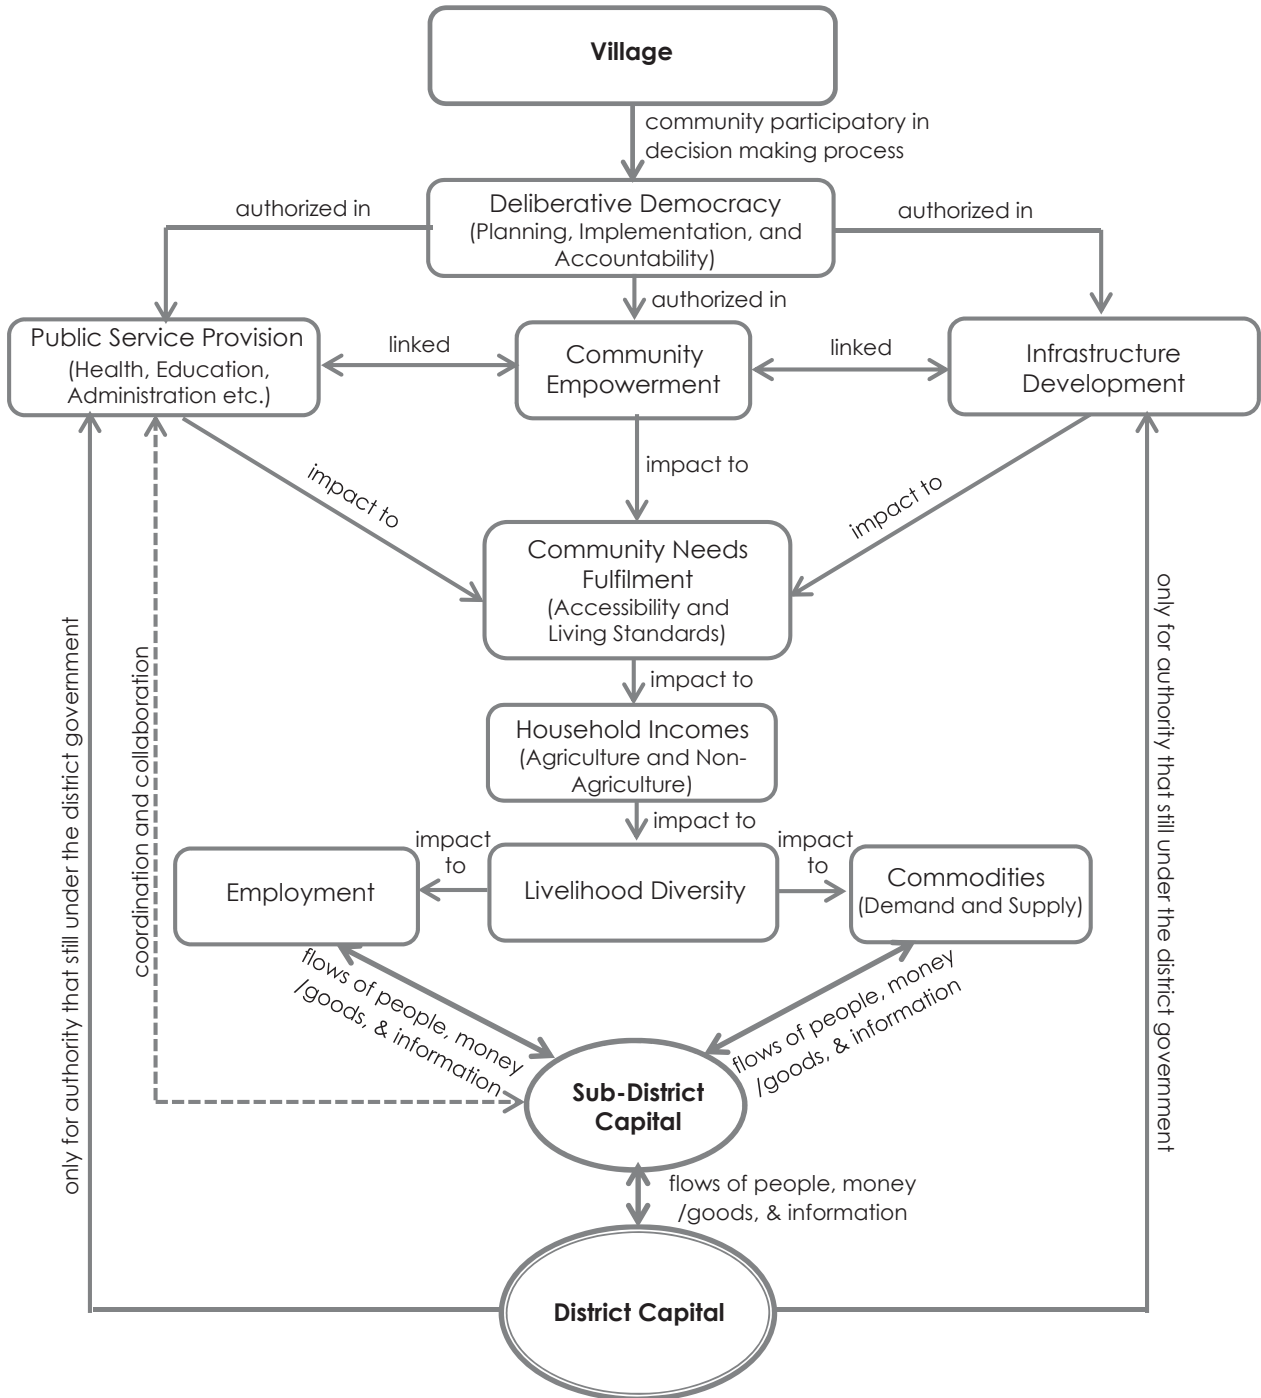 Village
community participatory in
decision making process
Deliberative Democracy
(Planning, Implementation, and
Accountability)
authorized in
authorized in
authorized in
Public Service Provision
(Health, Education,
Administration etc.)
linked
Community
Empowerment
linked
Infrastructure
Development
impact to
impact to
impact to
Community Needs
Fulfilment
(Accessibility and
Living Standards)
impact to
Household Incomes
(Agriculture and Non-
Agriculture)
impact to
Employment
impact
to
Livelihood Diversity
impact
to
Commodities
(Demand and Supply)
only for authority that still under the district government
coordination and collaboration
only for authority that still under the district government
flows of people, money
/goods, & information
flows of people, money
/goods, & information
Sub-District
Capital
flows of people, money
/goods, & information
District Capital